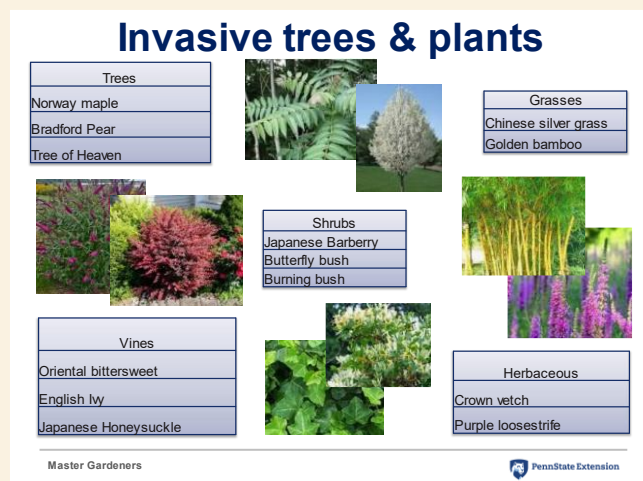 Invasive trees & plants
Trees
Norway maple
Bradford Pear
Tree of Heaven
Grasses
Chinese silver grass
Golden bamboo
Shrubs
Japanese Barberry
Butterfly bush
Burning bush
Vines
Oriental bittersweet
English Ivy
Japanese Honeysuckle
Herbaceous
Crown vetch
Purple loosestrife
Master Gardeners
PennState Extension